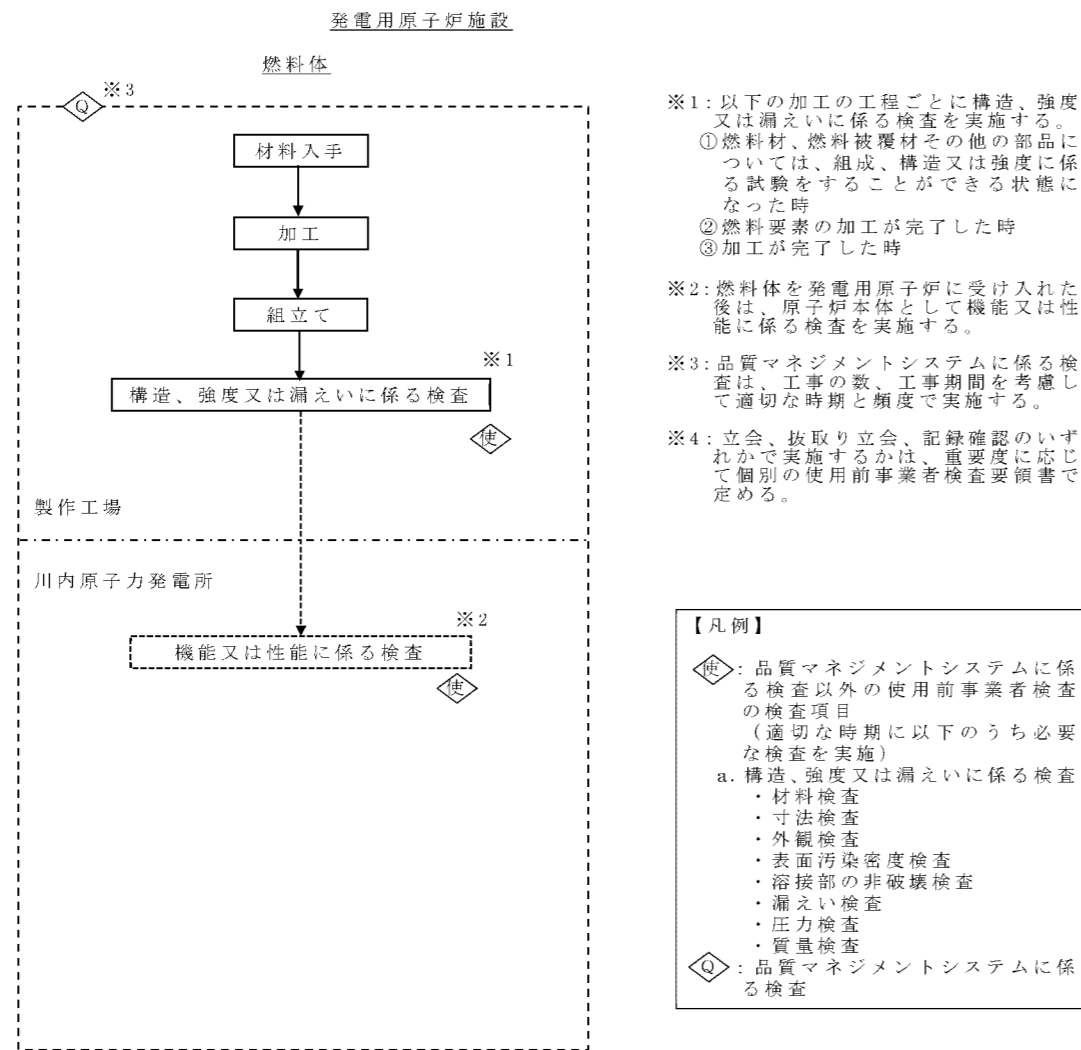 発電用原子炉施設
燃料体
Q
※3
材料入手
加工
組立て
※1
構造、強度又は漏えいに係る検査
使
製作工場
川内原子力発電所
※2
機能又は性能に係る検査
使
※1:以下の加工の工程ごとに構造、強度
又は漏えいに係る検査を実施する。
①燃料材、燃料被覆材その他の部品に
ついては、組成、構造又は強度に係
る試験をすることができる状態に
なった時
②燃料要素の加工が完了した時
③加工が完了した時
※2:燃料体を発電用原子炉に受け入れた
後は、原子炉本体として機能又は性
能に係る検査を実施する。
※3:品質マネジメントシステムに係る検
査は、工事の数、工事期間を考慮し
て適切な時期と頻度で実施する。
※4:立会、抜取り立会、記録確認のいず
れかで実施するかは、重要度に応じ
て個別の使用前事業者検査要領書で
定める。
【凡例】
使:品質マネジメントシステムに係
る検査以外の使用前事業者検査
の検査項目
(適切な時期に以下のうち必要
な検査を実施)
a.構造、強度又は漏えいに係る検査
・材料検査
・寸法検査
・外観検査
・表面汚染密度検査
・溶接部の非破壊検査
・漏えい検査
・圧力検査
・質量検査
Q:品質マネジメントシステムに係
る検査